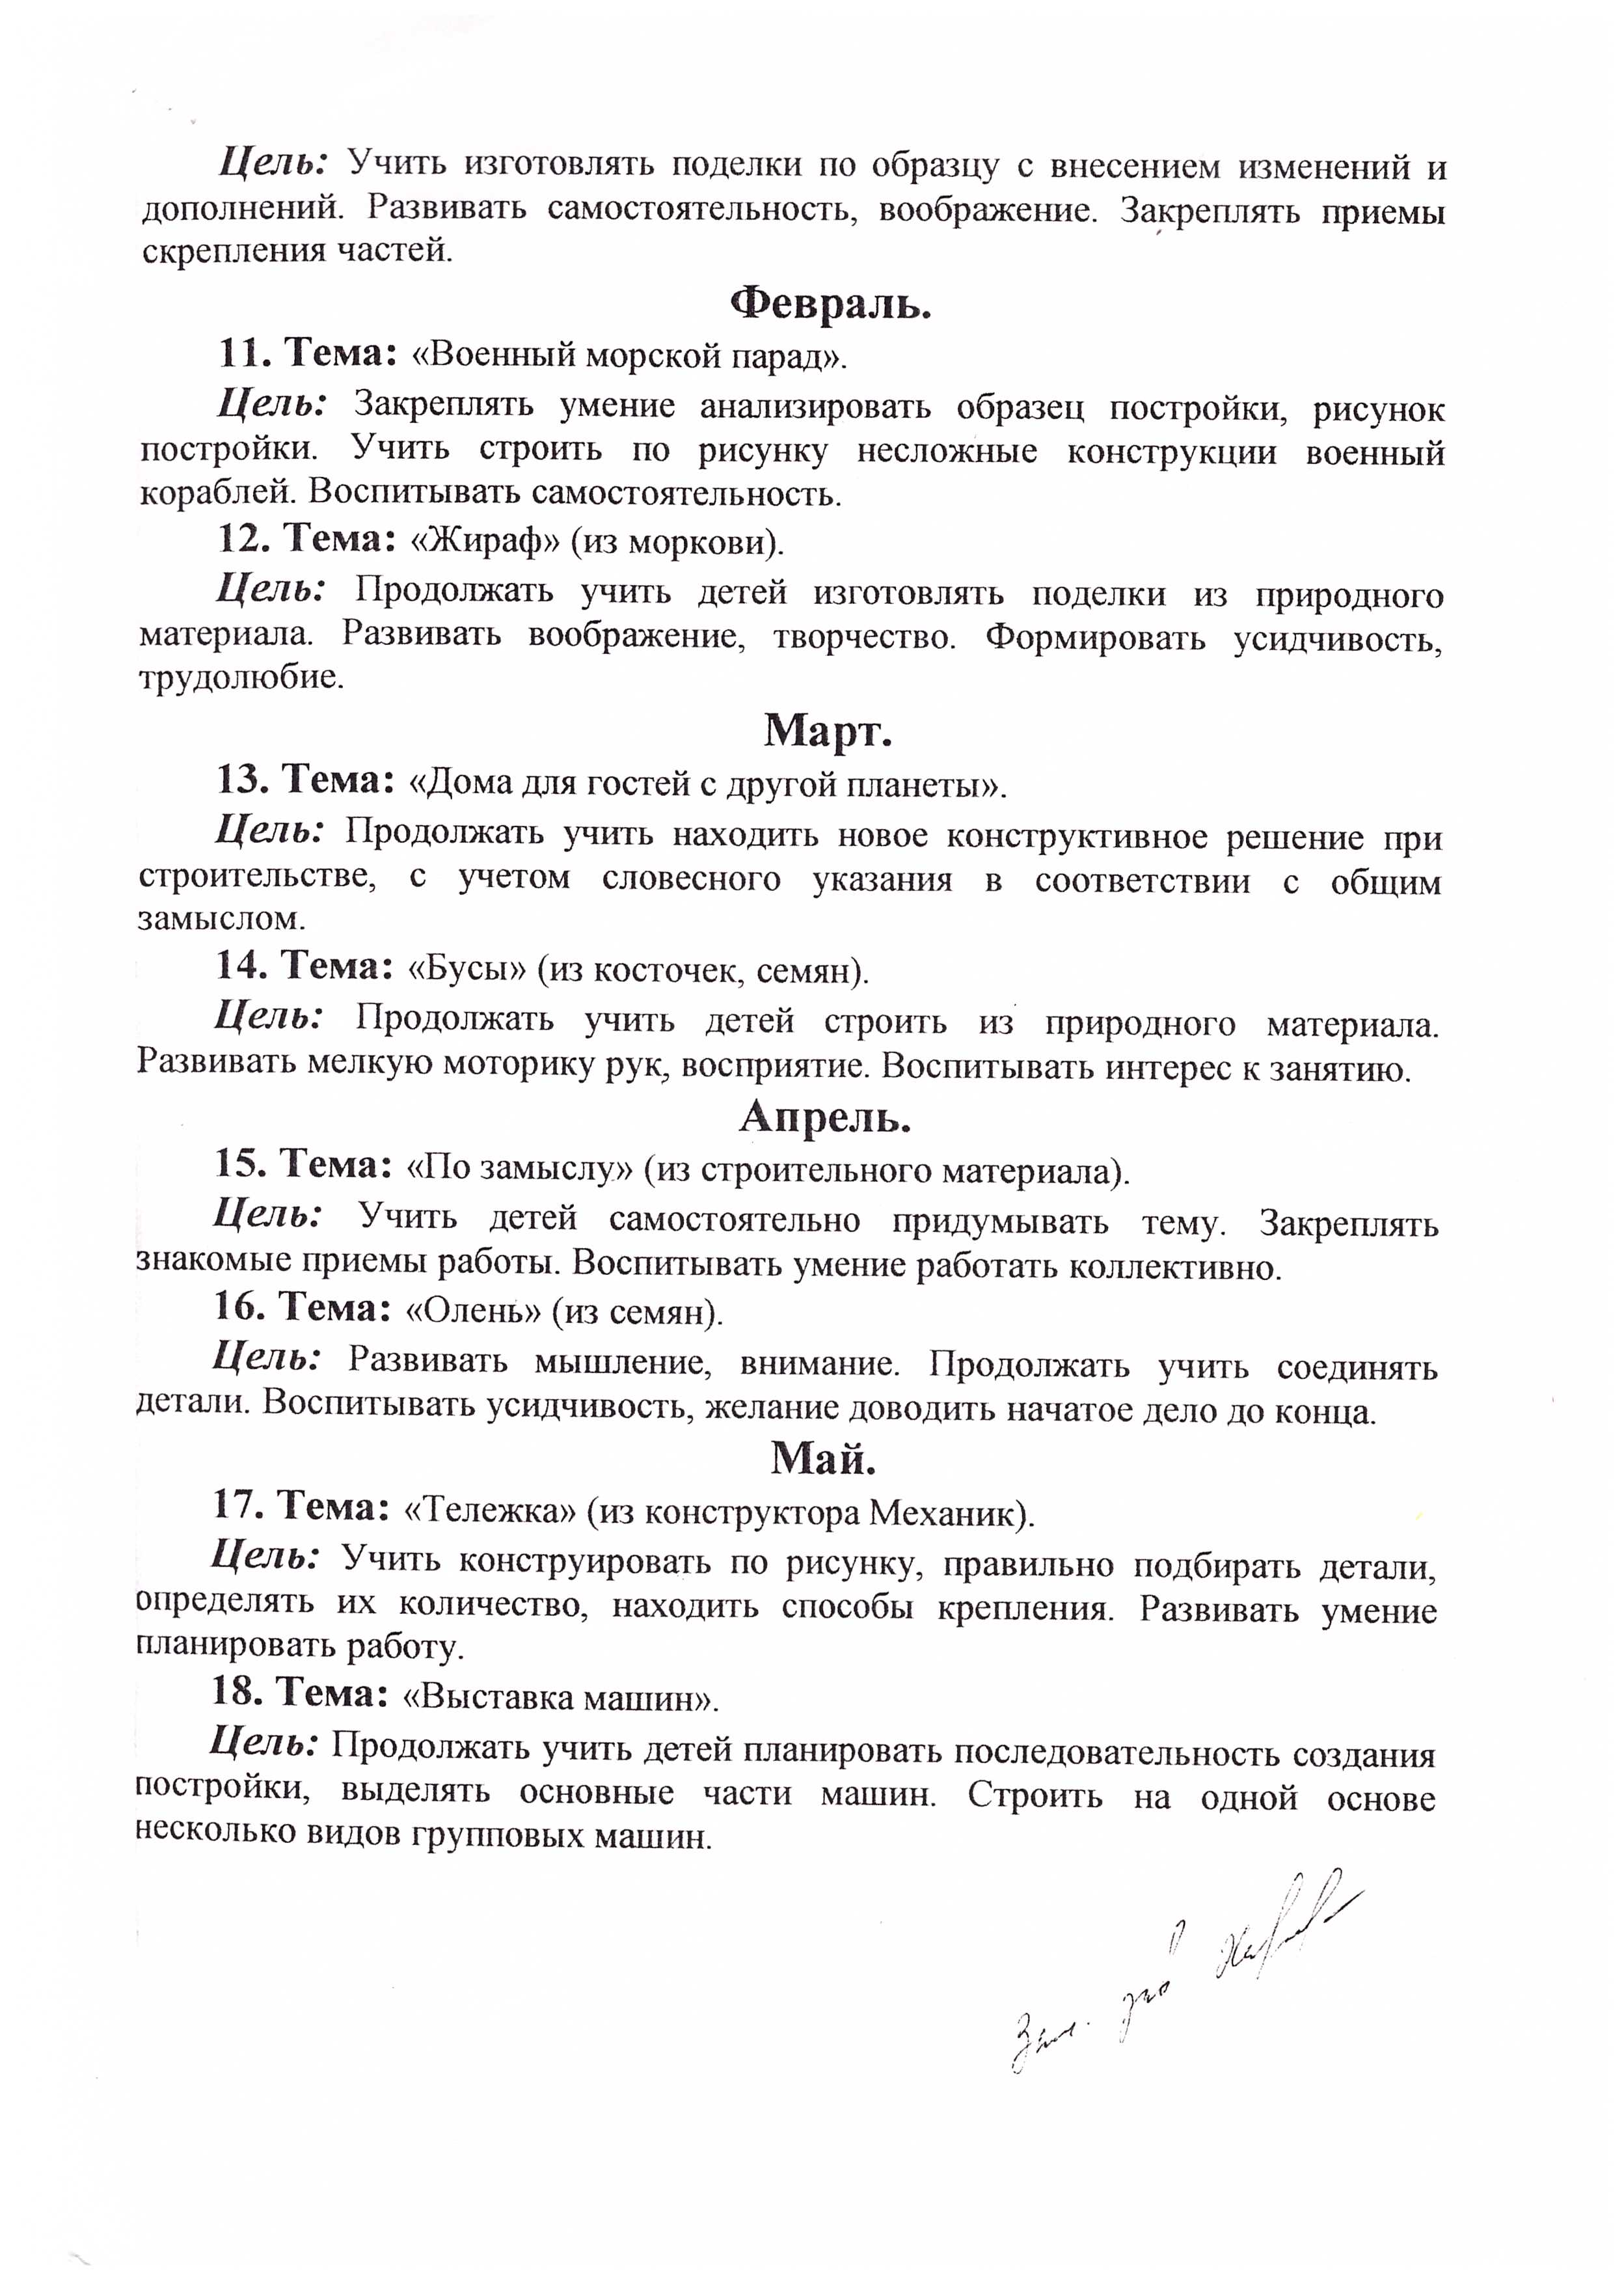 Цель: Учить изготовлять поделки по образцу с внесением изменений и
дополнений. Развивать самостоятельность, воображение. Закреплять приемы
скрепления частей.
Февраль.
11. Тема: «Военный морской парад».
Цель: Закреплять умение анализировать образец постройки, рисунок
постройки. Учить строить по рисунку несложные конструкции военный
кораблей. Воспитывать самостоятельность.
12. Тема: «Жираф» (из моркови).
Цель: Продолжать учить детей изготовлять поделки из природного
материала. Развивать воображение, творчество. Формировать усидчивость,
трудолюбие.
Март.
13. Тема: «Дома для гостей с другой планеты».
Цель: Продолжать учить находить новое конструктивное решение при
строительстве, с учетом словесного указания в соответствии с общим
замыслом.
14. Тема: «Бусы» (из косточек, семян).
Цель: Продолжать учить детей строить из природного материала.
Развивать мелкую моторику рук, восприятие. Воспитывать интерес к занятию.
Апрель.
15. Тема: «По замыслу» (из строительного материала).
Цель: Учить детей самостоятельно придумывать тему. Закреплять
знакомые приемы работы. Воспитывать умение работать коллективно.
16. Тема: «Олень» (из семян).
Цель: Развивать мышление, внимание. Продолжать учить соединять
детали. Воспитывать усидчивость, желание доводить начатое дело до конца.
Май.
17. Тема: «Тележка» (из конструктора Механик).
Цель: Учить конструировать по рисунку, правильно подбирать детали,
определять их количество, находить способы крепления. Развивать умение
планировать работу.
18. Тема: «Выставка машин».
Цель: Продолжать учить детей планировать последовательность создания
постройки, выделять основные части машин. Строить на одной основе
несколько видов групповых машин.